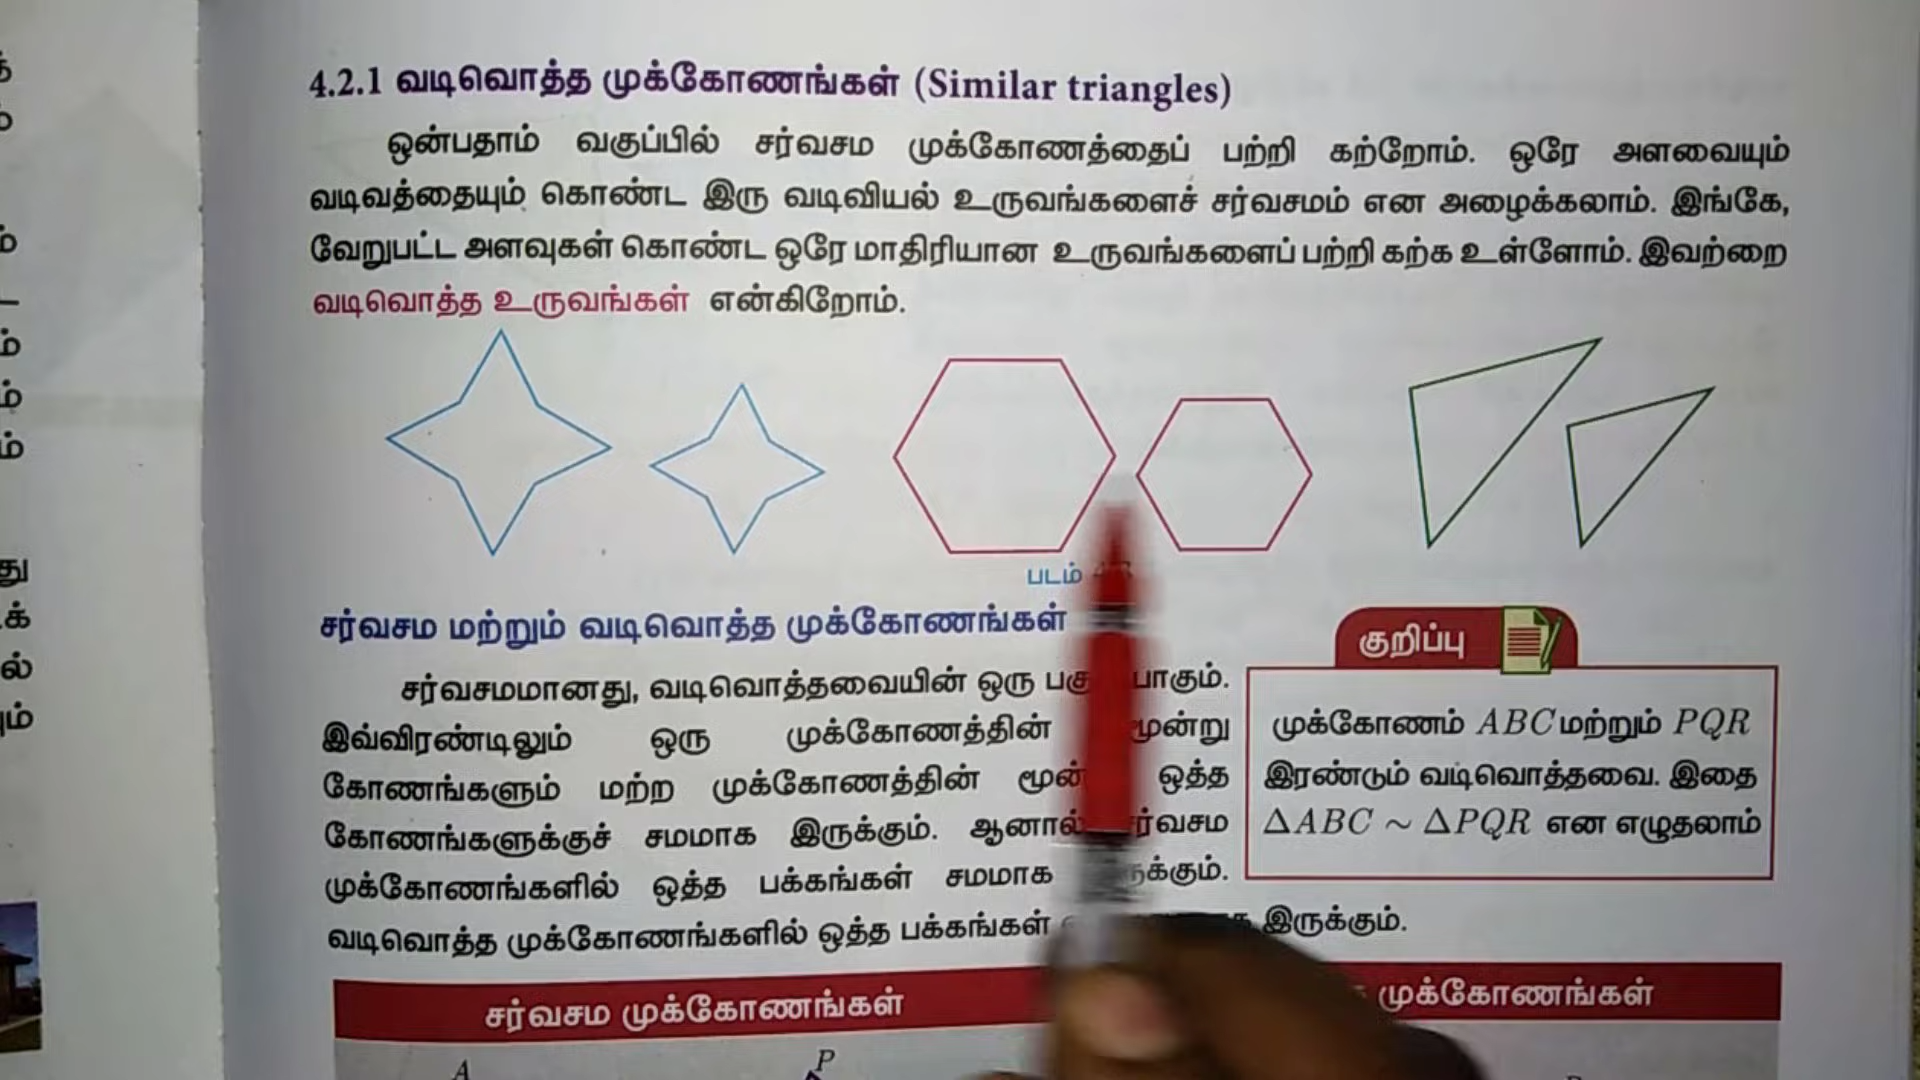 4.2.1 வடிவொத்த முக்கோணங்கள் (Similar triangles)
ஒன்பதாம் வகுப்பில் சர்வசம முக்கோணத்தைப் பற்றி கற்றோம். ஒரே அளவையும்
வடிவத்தையும் கொண்ட இரு வடிவியல் உருவங்களைச் சர்வசமம் என அழைக்கலாம். இங்கே,
வேறுபட்ட அளவுகள் கொண்ட ஒரே மாதிரியான உருவங்களைப் பற்றி கற்க உள்ளோம். இவற்றை
வடிவொத்த உருவங்கள் என்கிறோம்.
படம்
சர்வசம மற்றும் வடிவொத்த முக்கோணங்கள்
சர்வசமமானது, வடிவொத்தவையின் ஒரு
இவ்விரண்டிலும் ஒரு முக்கோணத்தின் மூன்று
கோணங்களும் மற்ற முக்கோணத்தின் ஒத்த
கோணங்களுக்குச் சமமாக இருக்கும். ஆனால்
முக்கோணங்களில் ஒத்த பக்கங்கள் சமமாக
வடிவொத்த முக்கோணங்களில் ஒத்த பக்கங்கள் இருக்கும்.
குறிப்பு
முக்கோணம் ABC மற்றும் PQR
இரண்டும் வடிவொத்தவை. இதை
ΔABC ~ ΔPQR என எழுதலாம்
சர்வசம முக்கோணங்கள்
முக்கோணங்கள்
A
P